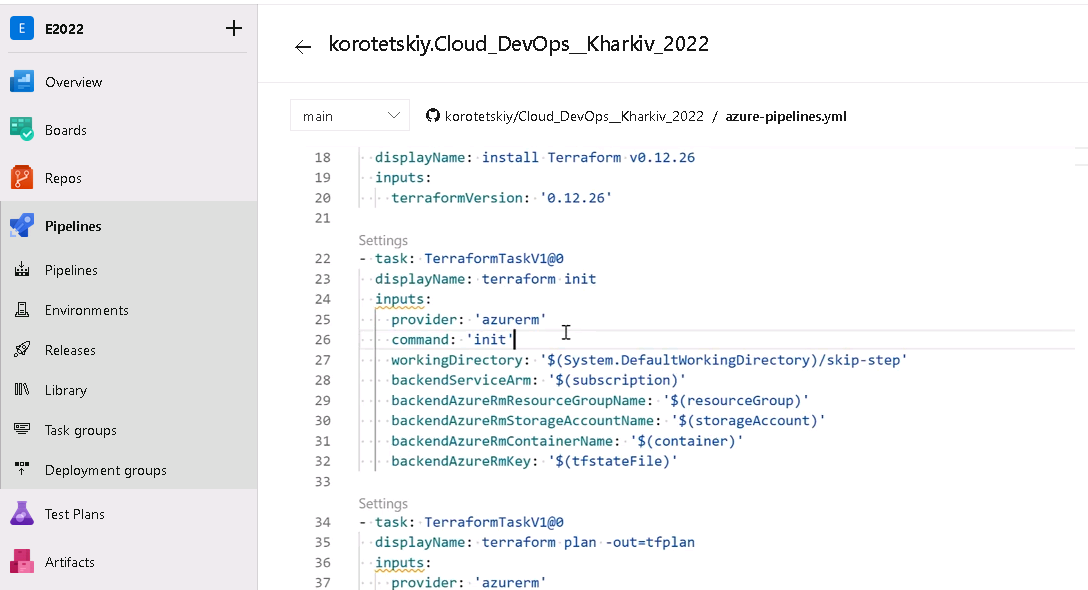 E E2022 +
Overview
Boards
Repos
Pipelines
Pipelines
Environments
Releases
Library
Task groups
Deployment groups
Test Plans
Artifacts
← korotetskiy.Cloud_DevOps__Kharkiv_2022
main
korotetskiy/Cloud_DevOps__Kharkiv_2022 / azure-pipelines.yml
18 displayName: install Terraform v0.12.26
19 inputs:
20 terraformVersion: '0.12.26'
21
Settings
22 - task: TerraformTaskV1@0
23 displayName: terraform init
24 inputs:
25 provider: 'azurerm'
26 command: 'init'
27 workingDirectory: '$(System.DefaultWorkingDirectory)/skip-step'
28 backendServiceArm: '$(subscription)'
29 backendAzureRmResourceGroupName: '$(resourceGroup)'
30 backendAzureRmStorageAccountName: '$(storageAccount)'
31 backendAzureRmContainerName: '$(container)'
32 backendAzureRmKey: '$(tfstateFile)'
33
Settings
34 - task: TerraformTaskV1@0
35 displayName: terraform plan -out=tfplan
36 inputs:
37 provider: 'azurerm'